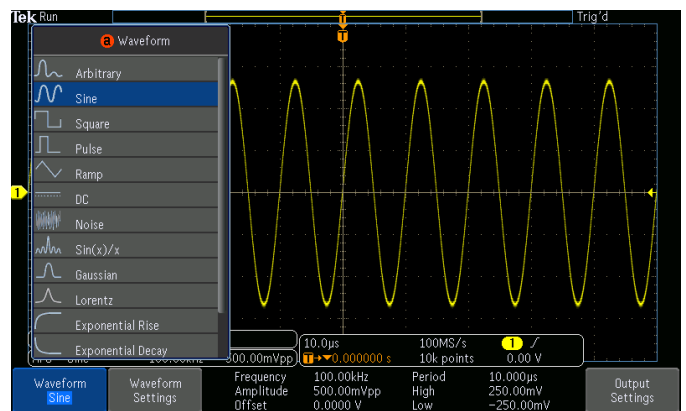 Tek Run Trig'd
T
T
a Waveform
Arbitrary
Sine
Square
Pulse
Ramp
1 DC
Noise
Sin(x)/x
Gaussian
Lorentz
Exponential Rise
Exponential Decay
500.00mVpp
10.0µs 100MS/s 1
T 0.000000 s 10k points 0.00 V
Waveform
Sine
Waveform
Settings
Frequency 100.00kHz Period 10.000µs
Amplitude 500.00mVpp High 250.00mV
Offset 0.0000 V Low -250.00mV
Output
Settings